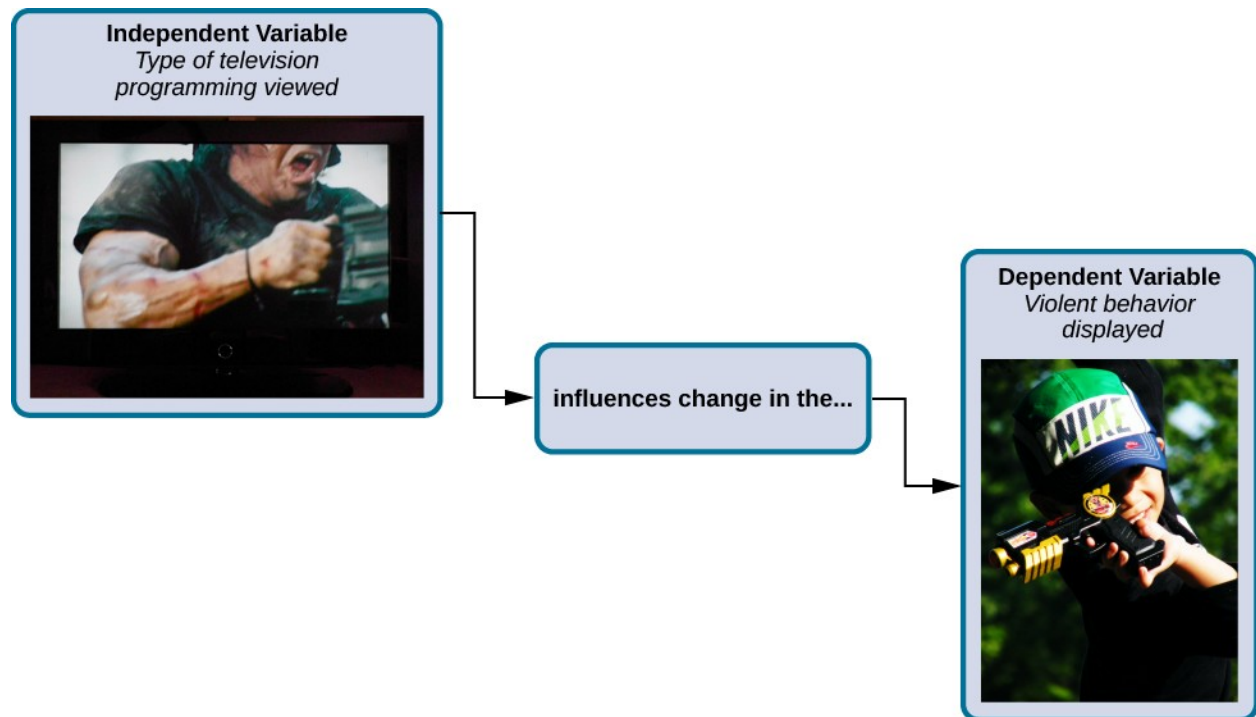 Independent Variable
Type of television
programming viewed
influences change in the...
Dependent Variable
Violent behavior
displayed
NIKE